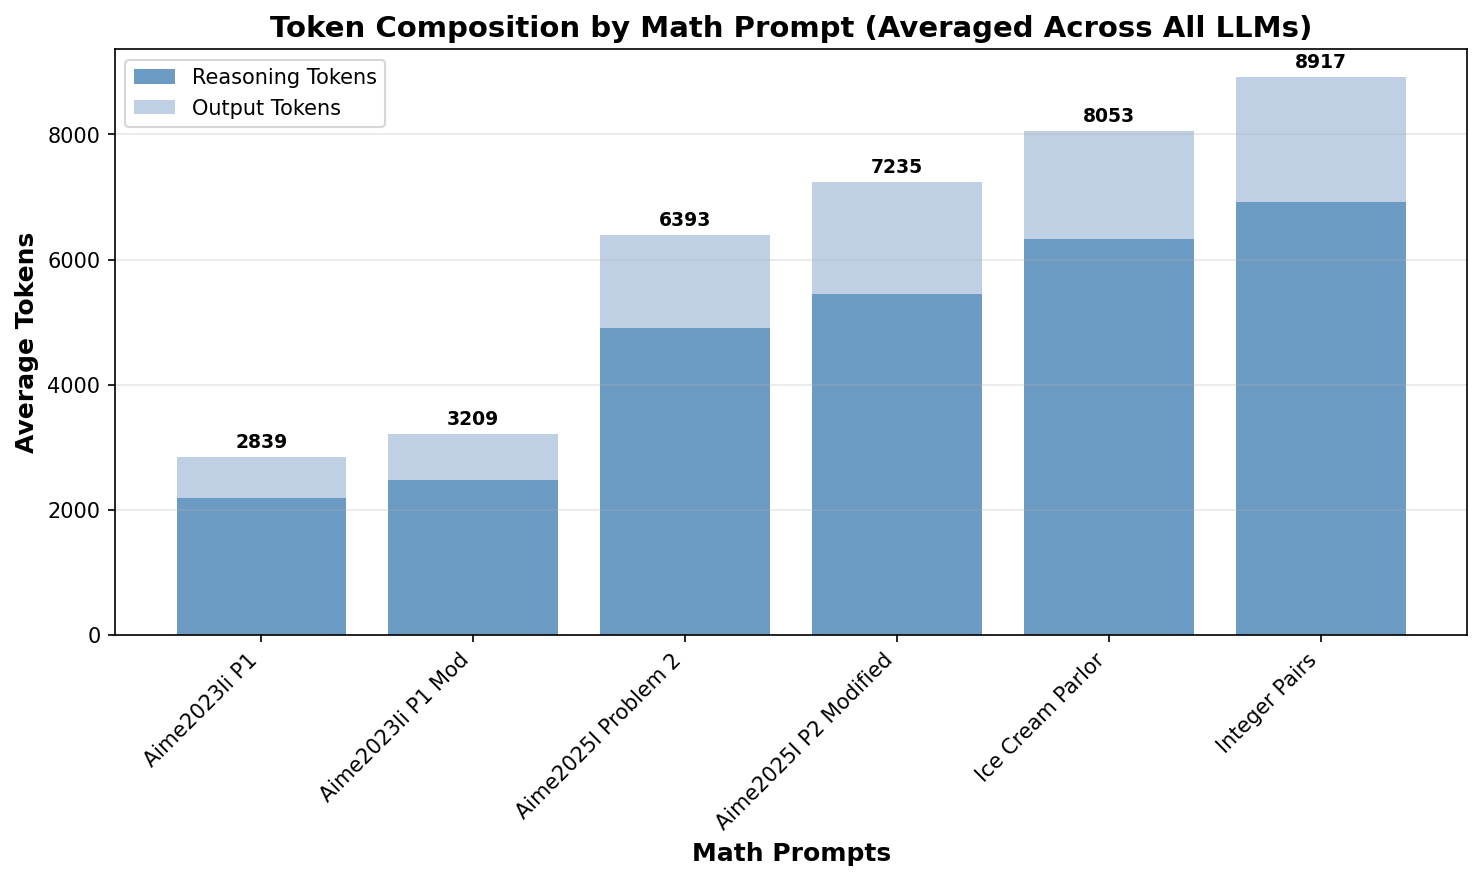 Token Composition by Math Prompt (Averaged Across All LLMs)
Reasoning Tokens
Output Tokens
8917
8053
7235
6393
3209
2839
8000
6000
4000
2000
0
Average Tokens
Aime2023Ii P1
Aime2023Ii P1 Mod
Aime2025I Problem 2
Aime2025I P2 Modified
Ice Cream Parlor
Integer Pairs
Math Prompts